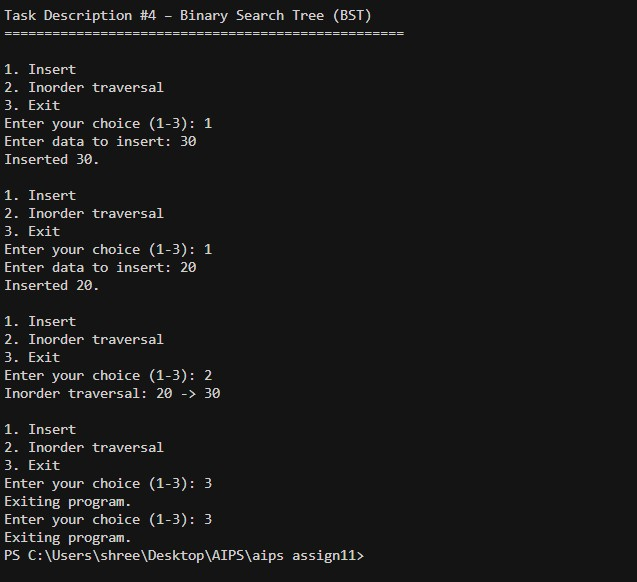 Task Description #4 – Binary Search Tree (BST)
==================================================
1. Insert
2. Inorder traversal
3. Exit
Enter your choice (1-3): 1
Enter data to insert: 30
Inserted 30.
1. Insert
2. Inorder traversal
3. Exit
Enter your choice (1-3): 1
Enter data to insert: 20
Inserted 20.
1. Insert
2. Inorder traversal
3. Exit
Enter your choice (1-3): 2
Inorder traversal: 20 -> 30
1. Insert
2. Inorder traversal
3. Exit
Enter your choice (1-3): 3
Exiting program.
Enter your choice (1-3): 3
Exiting program.
PS C:\Users\shree\Desktop\AIPS\aips assign11>